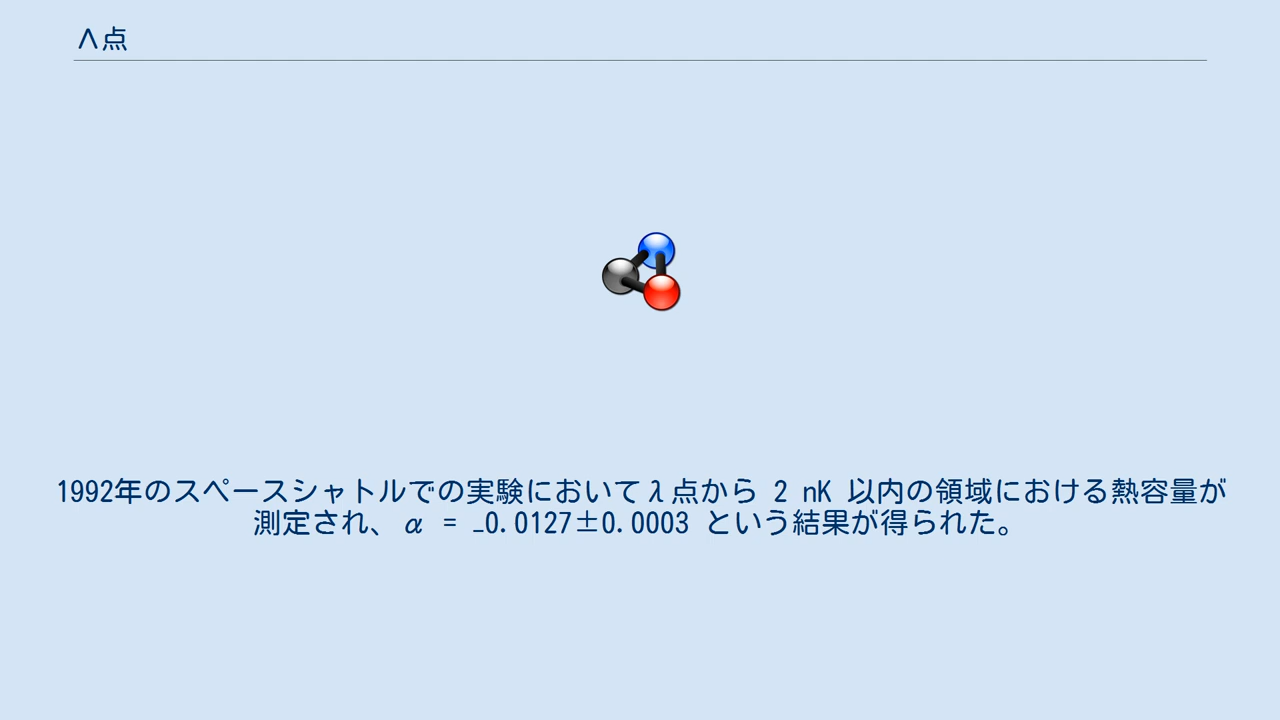 Λ点
1992年のスペースシャトルでの実験においてλ点から 2 nK 以内の領域における熱容量が
測定され、α = −0.0127±0.0003 という結果が得られた。